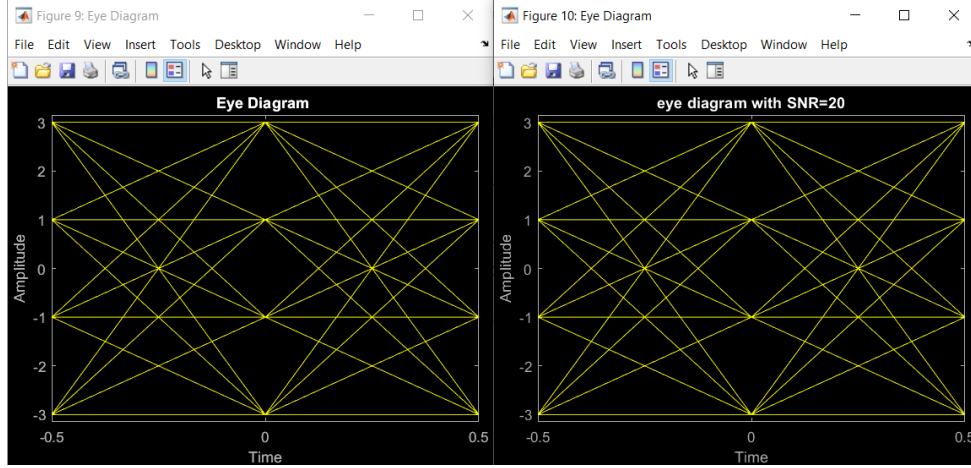 Figure 9: Eye Diagram
File Edit View Insert Tools Desktop Window Help
Eye Diagram
3
2
1
0
-1
-2
-3
Amplitude
-0.5 0 0.5
Time
Figure 10: Eye Diagram
File Edit View Insert Tools Desktop Window Help
eye diagram with SNR=20
3
2
1
0
-1
-2
-3
Amplitude
-0.5 0 0.5
Time